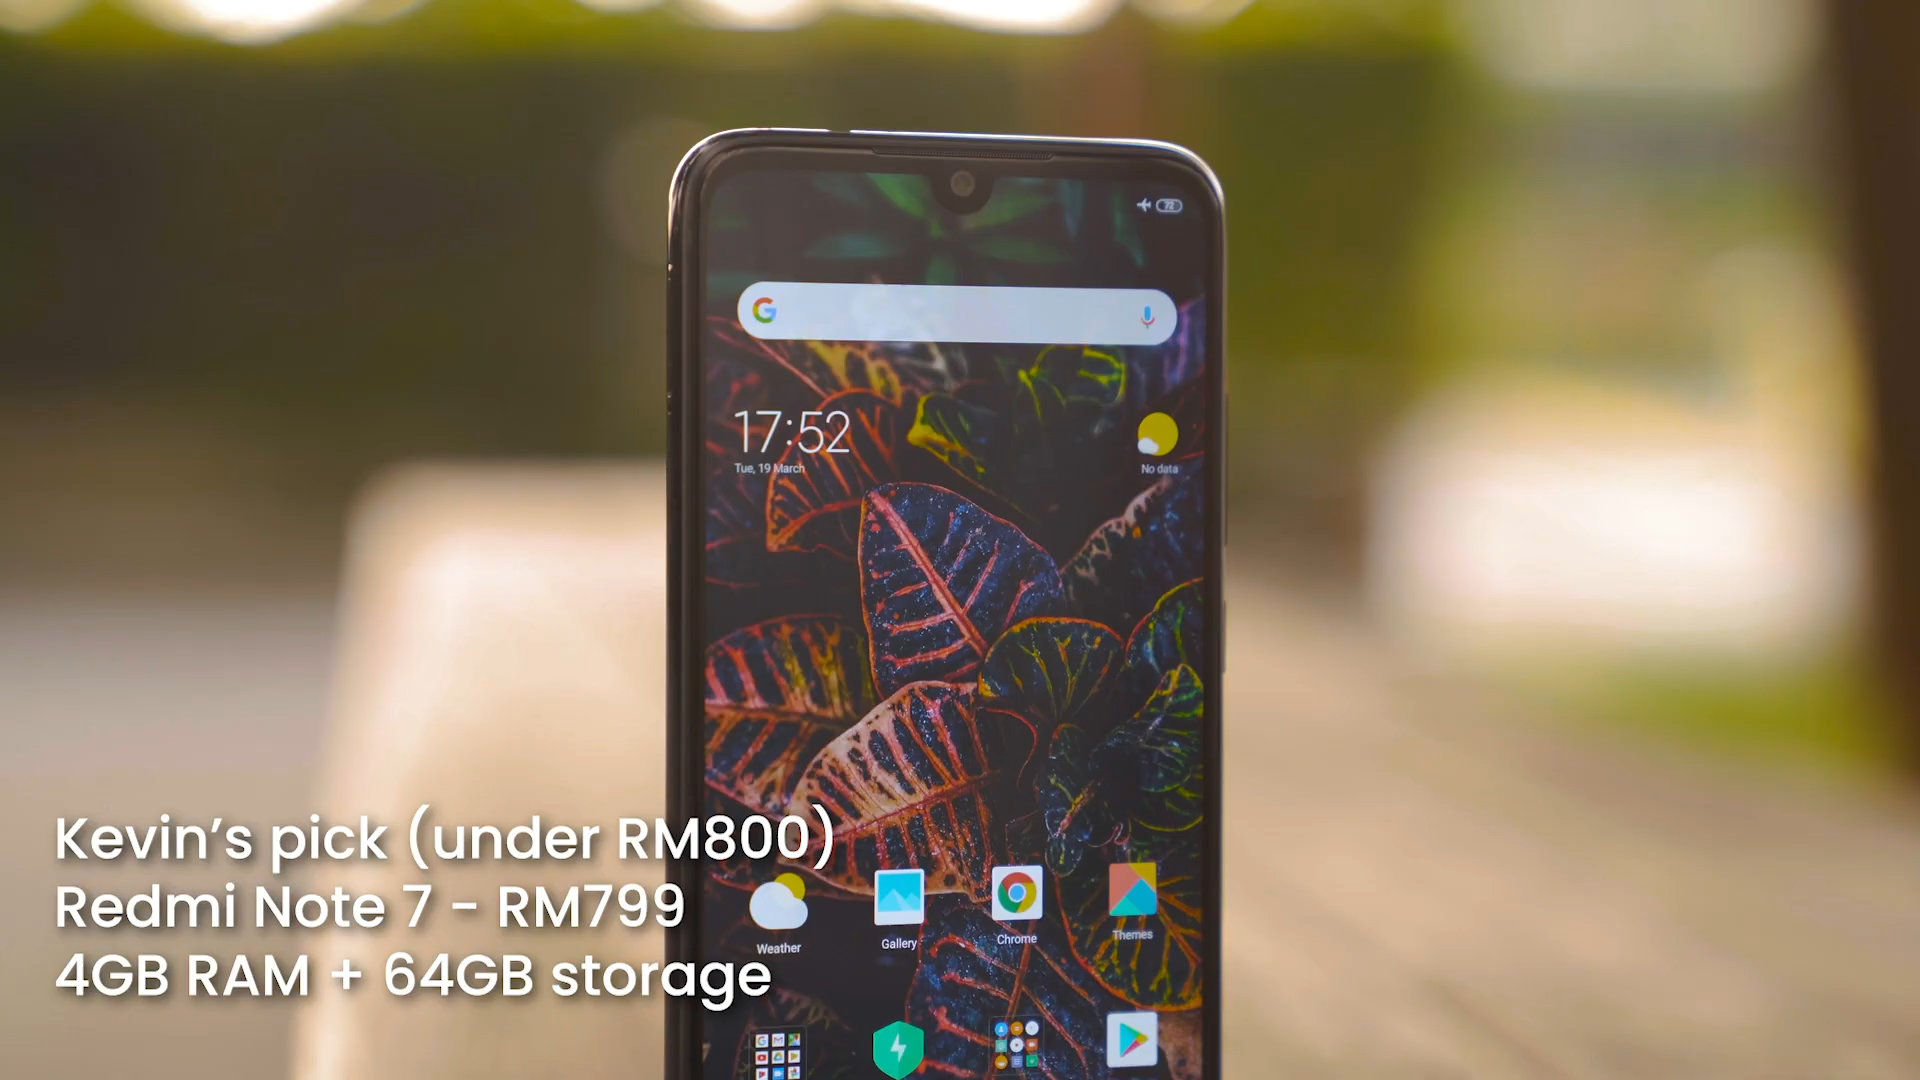 72
17:52
Tue, 19 March
No data
Kevin's pick (under RM800)
Redmi Note 7 - RM799
4GB RAM + 64GB storage
Weather
Gallery
Chrome
Themes